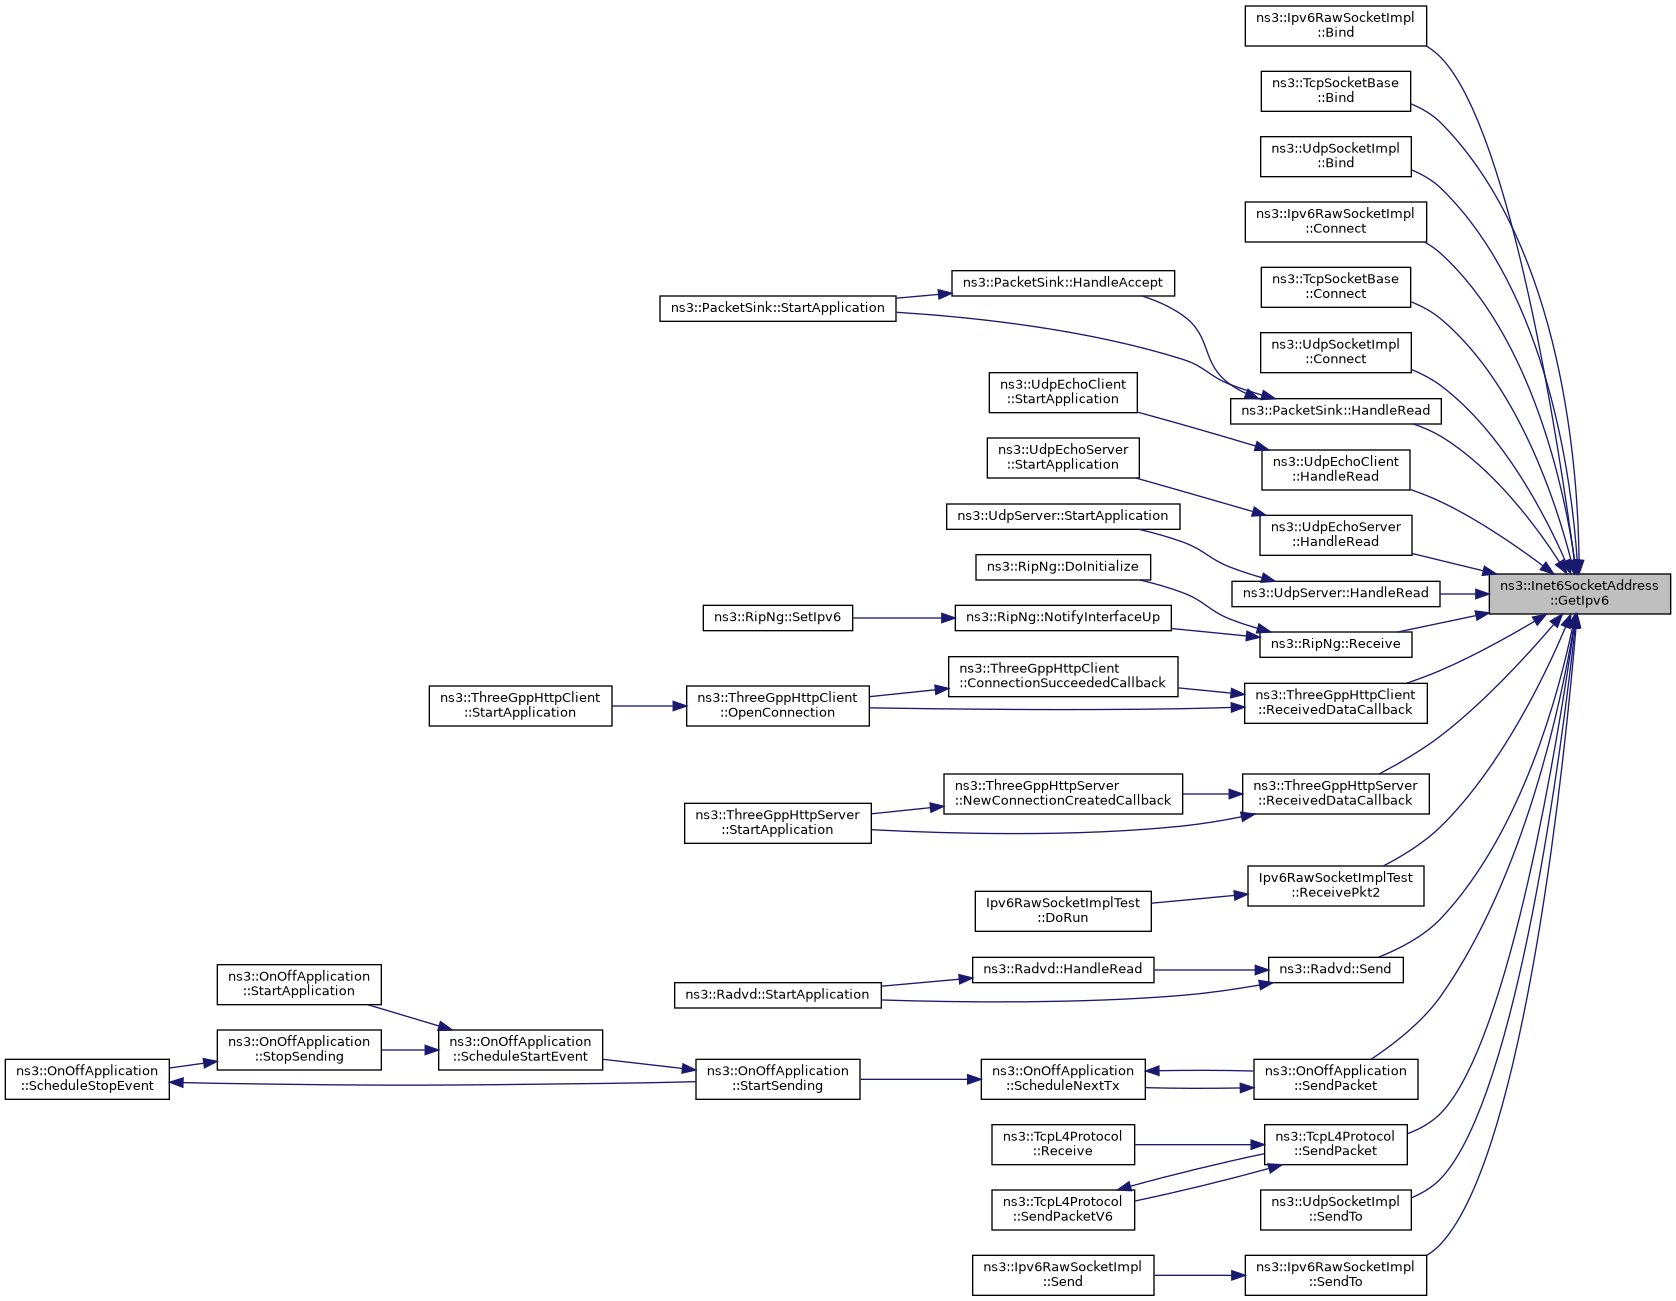 ns3::Ipv6RawSocketImpl
::Bind
ns3::TcpSocketBase
::Bind
ns3::UdpSocketImpl
::Bind
ns3::Ipv6RawSocketImpl
::Connect
ns3::TcpSocketBase
::Connect
ns3::PacketSink::HandleAccept
ns3::PacketSink::StartApplication
ns3::UdpSocketImpl
::Connect
ns3::UdpEchoClient
::StartApplication
ns3::PacketSink::HandleRead
ns3::UdpEchoServer
::StartApplication
ns3::UdpEchoClient
::HandleRead
ns3::UdpServer::StartApplication
ns3::UdpEchoServer
::HandleRead
ns3::RipNg::DoInitialize
ns3::UdpServer::HandleRead
ns3::Inet6SocketAddress
::GetIpv6
ns3::RipNg::SetIpv6
ns3::RipNg::NotifyInterfaceUp
ns3::RipNg::Receive
ns3::ThreeGppHttpClient
::StartApplication
ns3::ThreeGppHttpClient
::OpenConnection
ns3::ThreeGppHttpClient
::ConnectionSucceededCallback
ns3::ThreeGppHttpClient
::ReceivedDataCallback
ns3::ThreeGppHttpServer
::StartApplication
ns3::ThreeGppHttpServer
::NewConnectionCreatedCallback
ns3::ThreeGppHttpServer
::ReceivedDataCallback
Ipv6RawSocketImplTest
::DoRun
Ipv6RawSocketImplTest
::ReceivePkt2
ns3::Radvd::StartApplication
ns3::Radvd::HandleRead
ns3::Radvd::Send
ns3::OnOffApplication
::StartApplication
ns3::OnOffApplication
::ScheduleStopEvent
ns3::OnOffApplication
::StopSending
ns3::OnOffApplication
::ScheduleStartEvent
ns3::OnOffApplication
::StartSending
ns3::OnOffApplication
::ScheduleNextTx
ns3::OnOffApplication
::SendPacket
ns3::TcpL4Protocol
::Receive
ns3::TcpL4Protocol
::SendPacket
ns3::TcpL4Protocol
::SendPacketV6
ns3::UdpSocketImpl
::SendTo
ns3::Ipv6RawSocketImpl
::Send
ns3::Ipv6RawSocketImpl
::SendTo